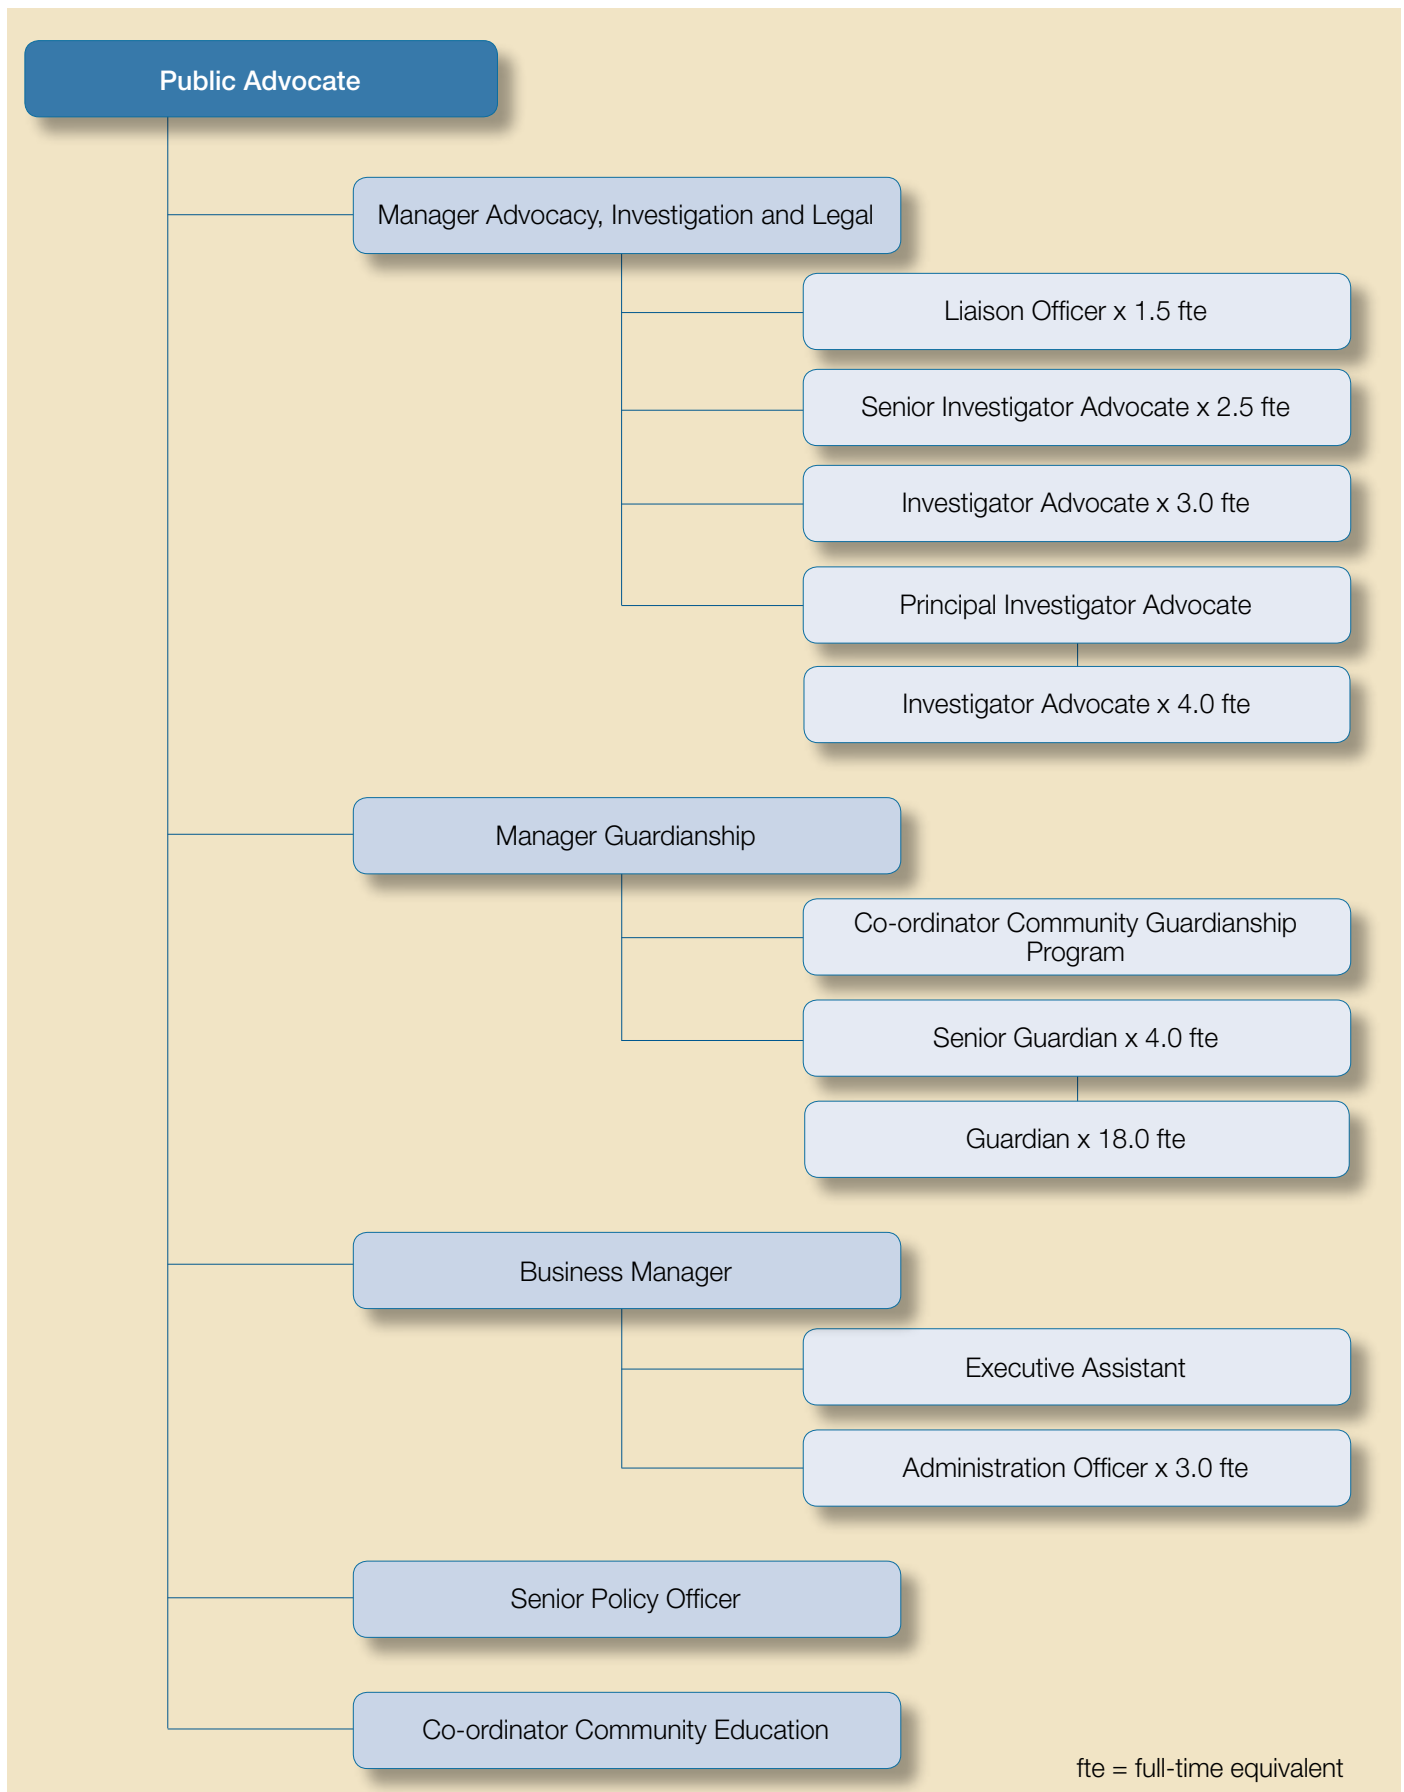 Public Advocate
Manager Advocacy, Investigation and Legal
Liaison Officer x 1.5 fte
Senior Investigator Advocate x 2.5 fte
Investigator Advocate x 3.0 fte
Principal Investigator Advocate
Investigator Advocate x 4.0 fte
Manager Guardianship
Co-ordinator Community Guardianship
Program
Senior Guardian x 4.0 fte
Guardian x 18.0 fte
Business Manager
Executive Assistant
Administration Officer x 3.0 fte
Senior Policy Officer
Co-ordinator Community Education
fte = full-time equivalent